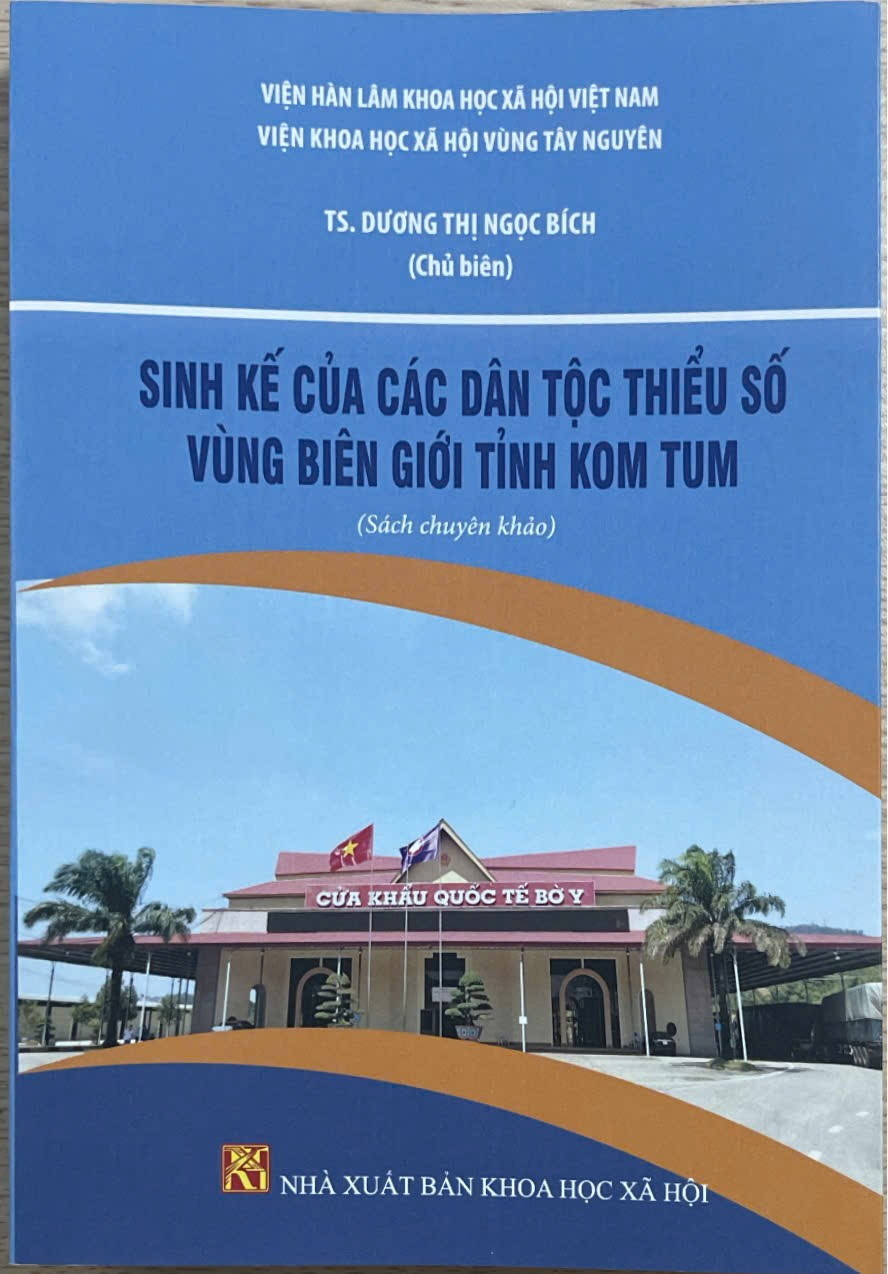 VIỆN HÀN LÂM KHOA HỌC XÃ HỘI VIỆT NAM
VIỆN KHOA HỌC XÃ HỘI VÙNG TÂY NGUYÊN
TS. DƯƠNG THỊ NGỌC BÍCH
(Chủ biên)
SINH KẾ CỦA CÁC DÂN TỘC THIỂU SỐ
VÙNG BIÊN GIỚI TỈNH KOM TUM
(Sách chuyên khảo)
CỬA KHẨU QUỐC TẾ BỜ Y
NHÀ XUẤT BẢN KHOA HỌC XÃ HỘI